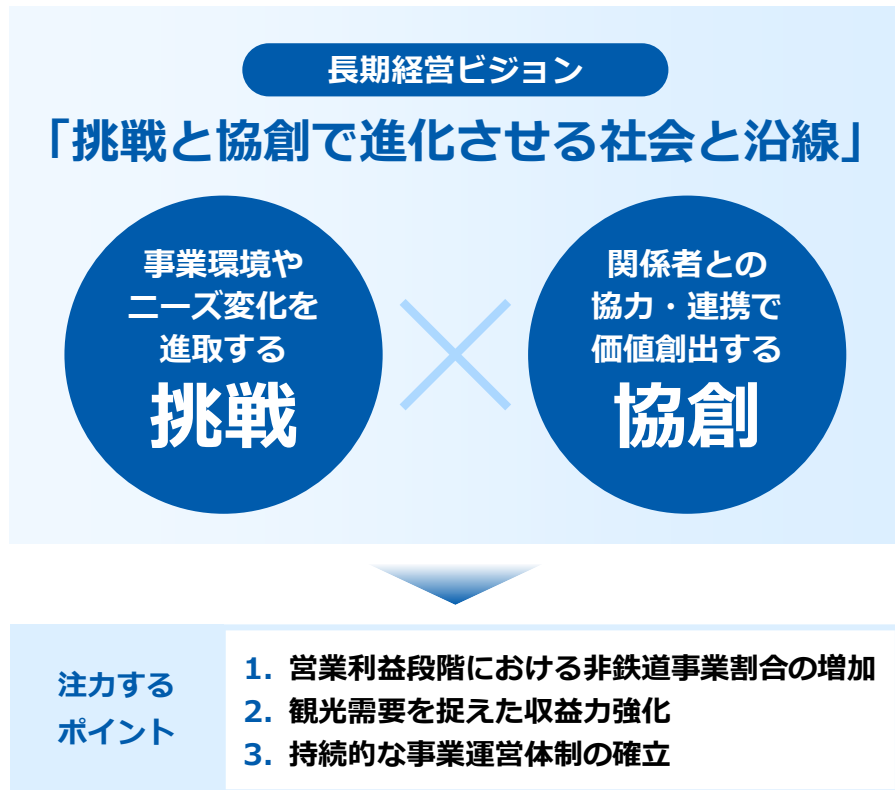 長期経営ビジョン
「挑戦と協創で進化させる社会と沿線」
事業環境や
ニーズ変化を
進取する
挑戦
関係者との
協力・連携で
価値創出する
協創
注力する
ポイント
1. 営業利益段階における非鉄道事業割合の増加
2. 観光需要を捉えた収益力強化
3. 持続的な事業運営体制の確立